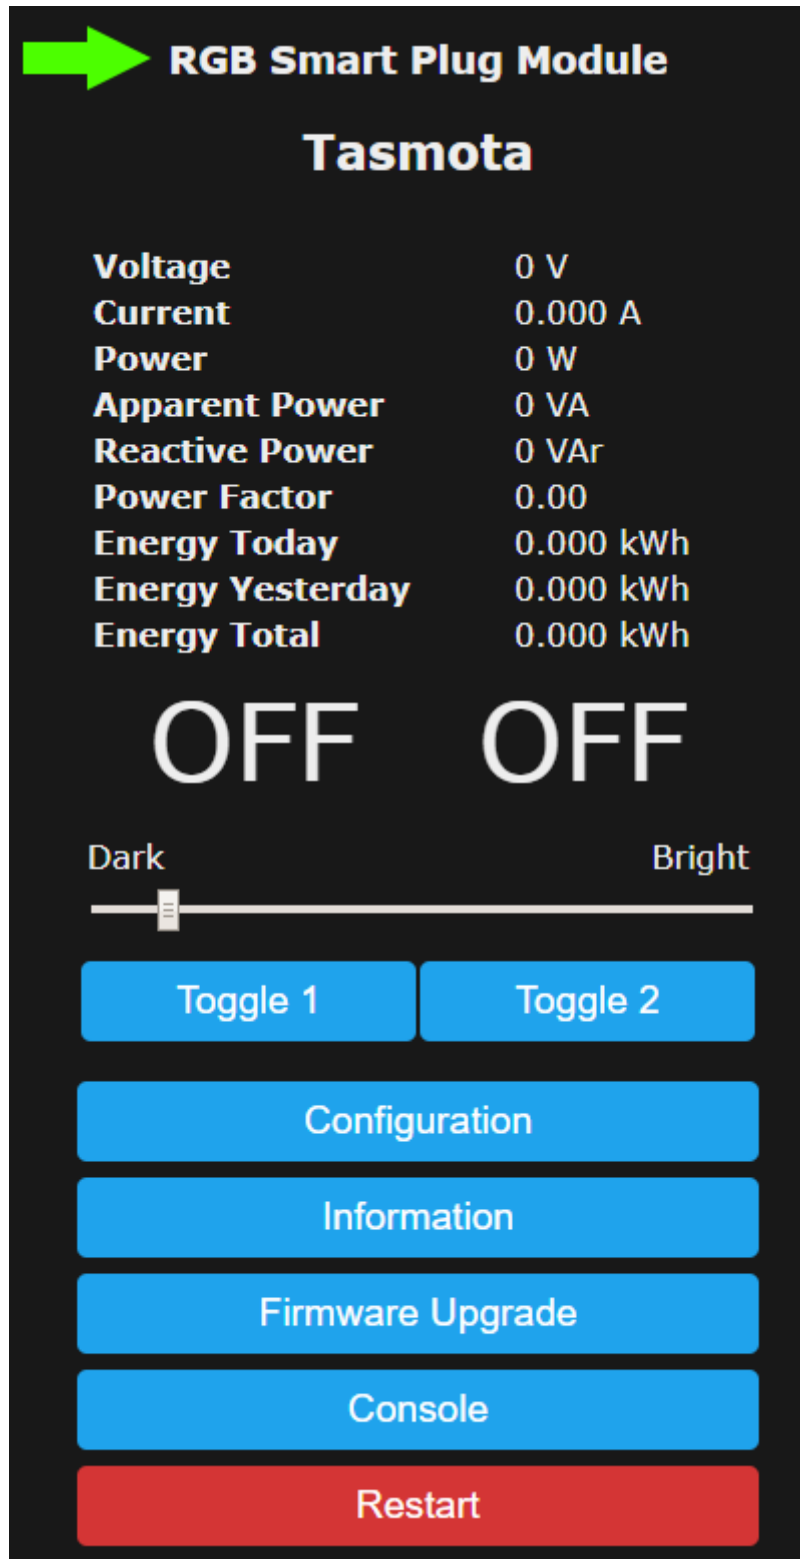 RGB Smart Plug Module
Tasmota
Voltage 0 V
Current 0.000 A
Power 0 W
Apparent Power 0 VA
Reactive Power 0 VAr
Power Factor 0.00
Energy Today 0.000 kWh
Energy Yesterday 0.000 kWh
Energy Total 0.000 kWh
OFF OFF
Dark Bright
Toggle 1 Toggle 2
Configuration
Information
Firmware Upgrade
Console
Restart